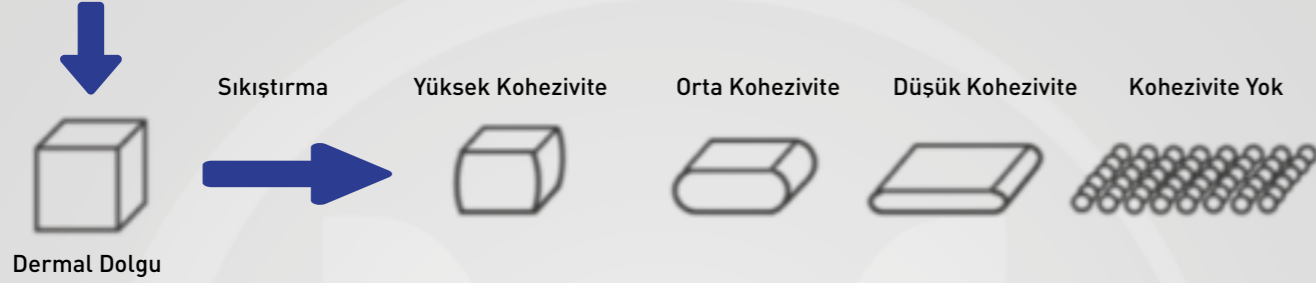 Sıkıştırma
Yüksek Kohezivite
Orta Kohezivite
Düşük Kohezivite
Kohezivite Yok
Dermal Dolgu